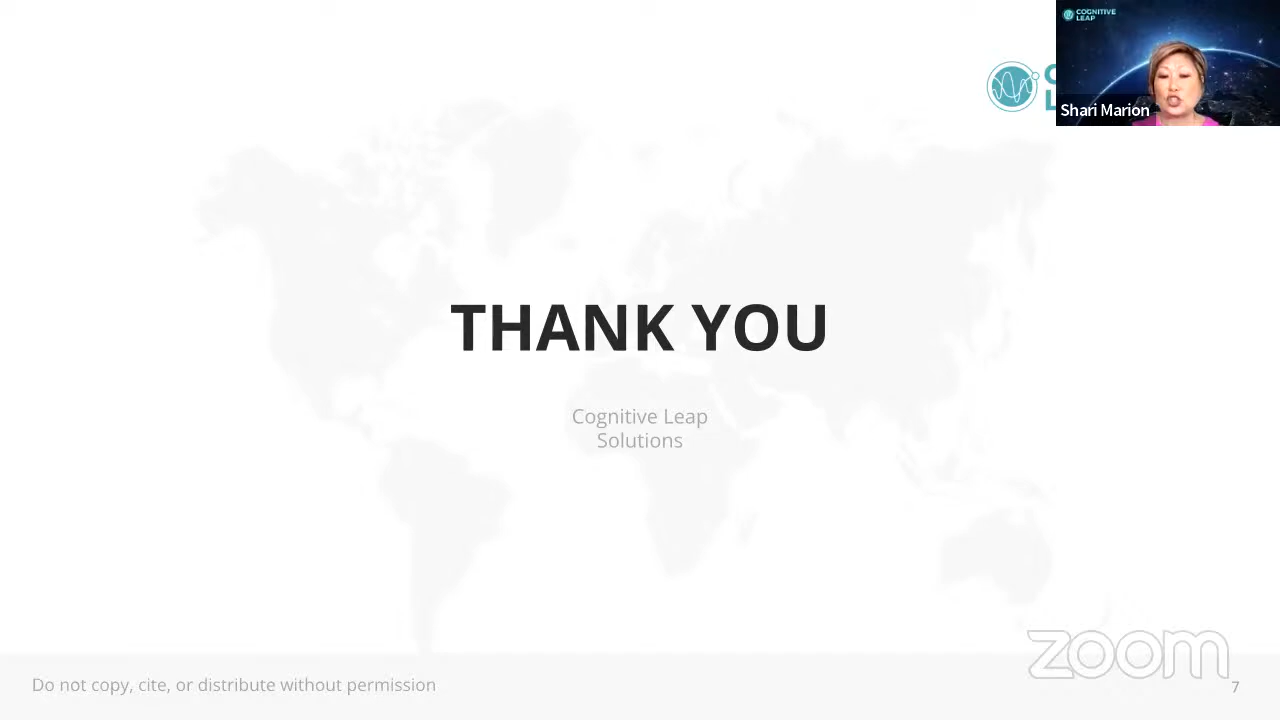 COGNITIVE
LEAP
Shari Marion
THANK YOU
Cognitive Leap
Solutions
zoom
Do not copy, cite, or distribute without permission
7